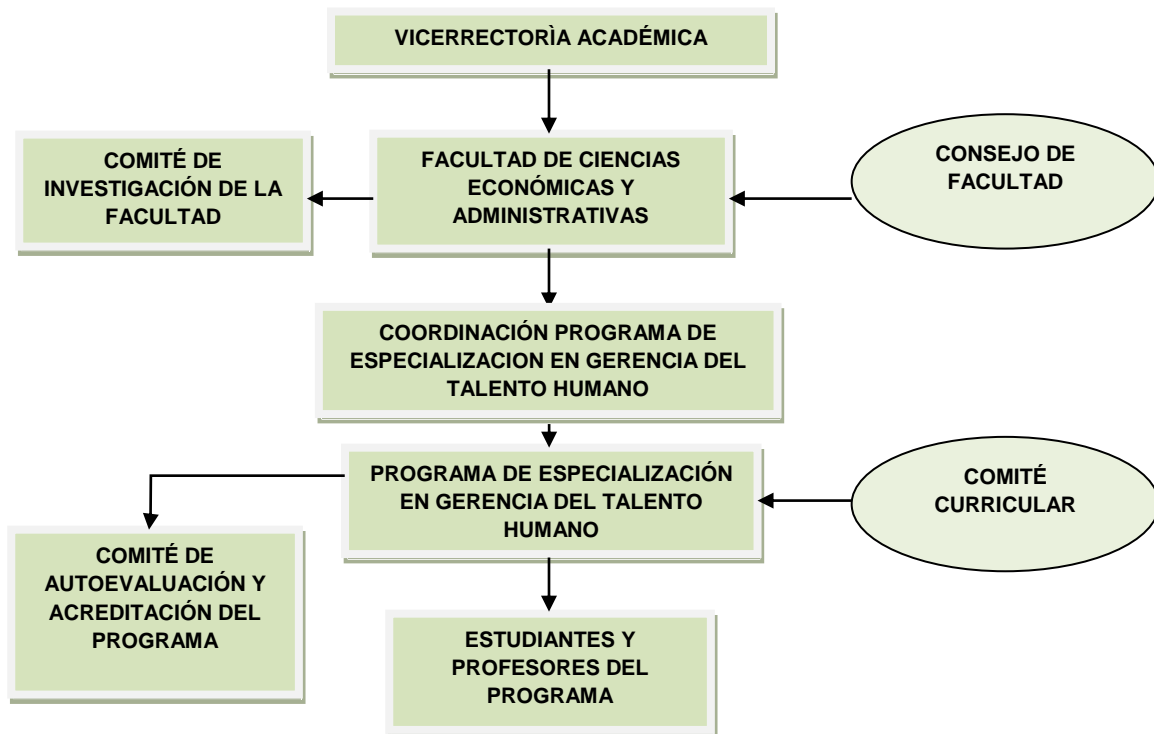 VICERRECTORÌA ACADÉMICA
COMITÉ DE
INVESTIGACIÓN DE LA
FACULTAD
FACULTAD DE CIENCIAS
ECONÓMICAS Y
ADMINISTRATIVAS
CONSEJO DE
FACULTAD
COORDINACIÓN PROGRAMA DE
ESPECIALIZACION EN GERENCIA DEL
TALENTO HUMANO
PROGRAMA DE ESPECIALIZACIÓN
EN GERENCIA DEL TALENTO
HUMANO
COMITÉ
CURRICULAR
COMITÉ DE
AUTOEVALUACIÓN Y
ACREDITACIÓN DEL
PROGRAMA
ESTUDIANTES Y
PROFESORES DEL
PROGRAMA